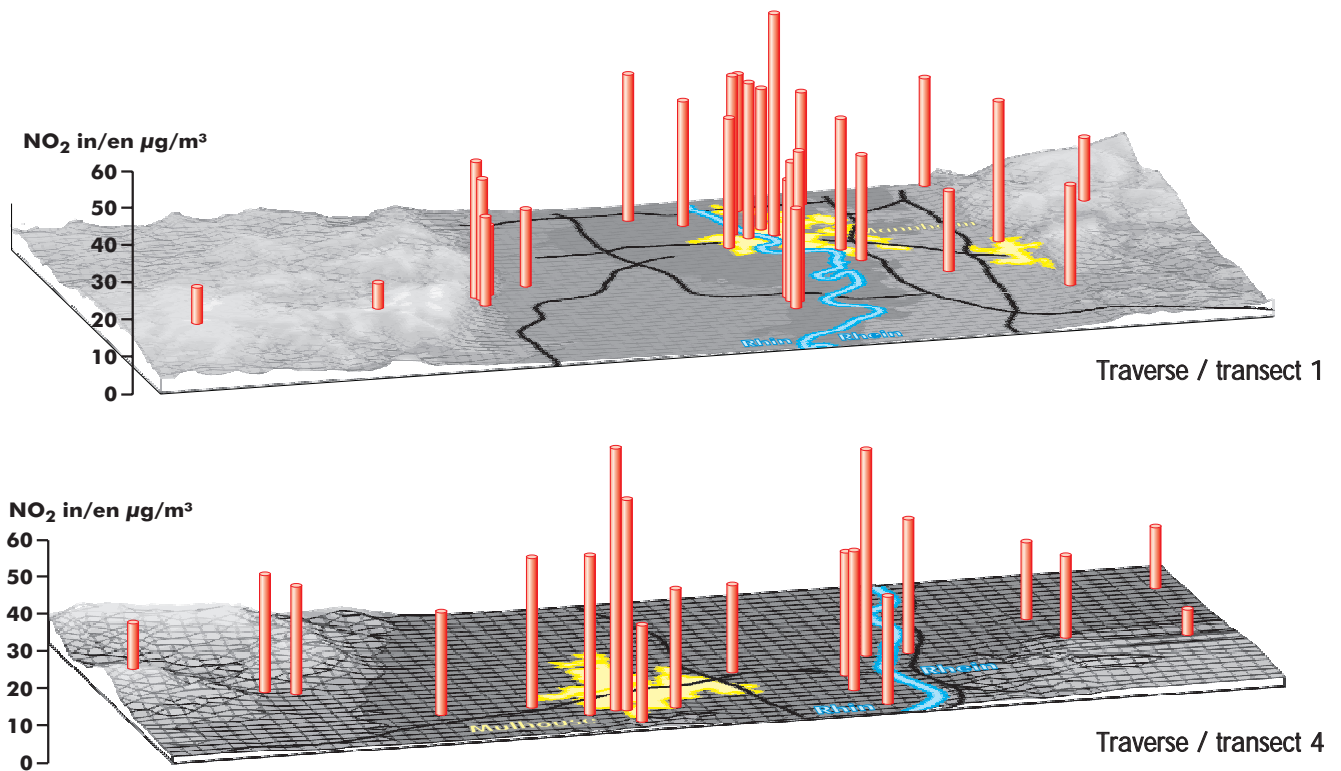 NO₂ in/en µg/m³
60
50
40
30
20
10
0
Mannheim
Rhin Rhein
Traverse / transect 1
NO₂ in/en µg/m³
60
50
40
30
20
10
0
Rhein
Rhin
Mulhouse
Traverse / transect 4